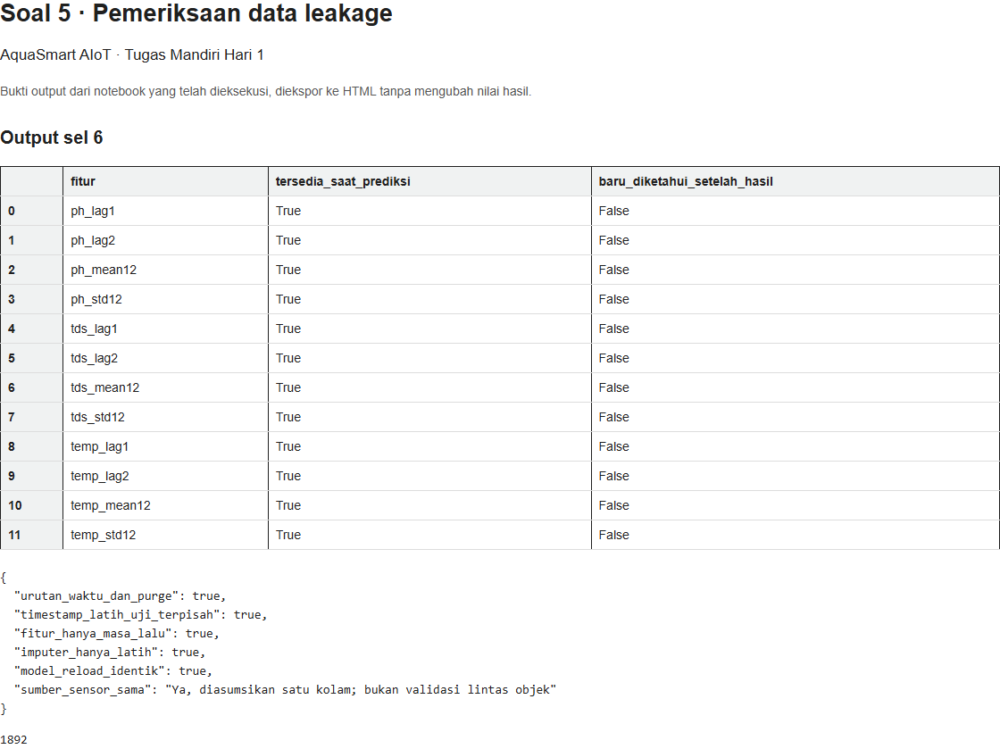 Soal 5 · Pemeriksaan data leakage
AquaSmart AIoT · Tugas Mandiri Hari 1
Bukti output dari notebook yang telah dieksekusi, diekspor ke HTML tanpa mengubah nilai hasil.
Output sel 6
fitur tersedia_saat_prediksi baru_diketahui_setelah_hasil
0 ph_lag1 True False
1 ph_lag2 True False
2 ph_mean12 True False
3 ph_std12 True False
4 tds_lag1 True False
5 tds_lag2 True False
6 tds_mean12 True False
7 tds_std12 True False
8 temp_lag1 True False
9 temp_lag2 True False
10 temp_mean12 True False
11 temp_std12 True False
{
"urutan_waktu_dan_purge": true,
"timestamp_latih_uji_terpisah": true,
"fitur_hanya_masa_lalu": true,
"imputer_hanya_latih": true,
"model_reload_identik": true,
"sumber_sensor_sama": "Ya, diasumsikan satu kolam; bukan validasi lintas objek"
}
1892